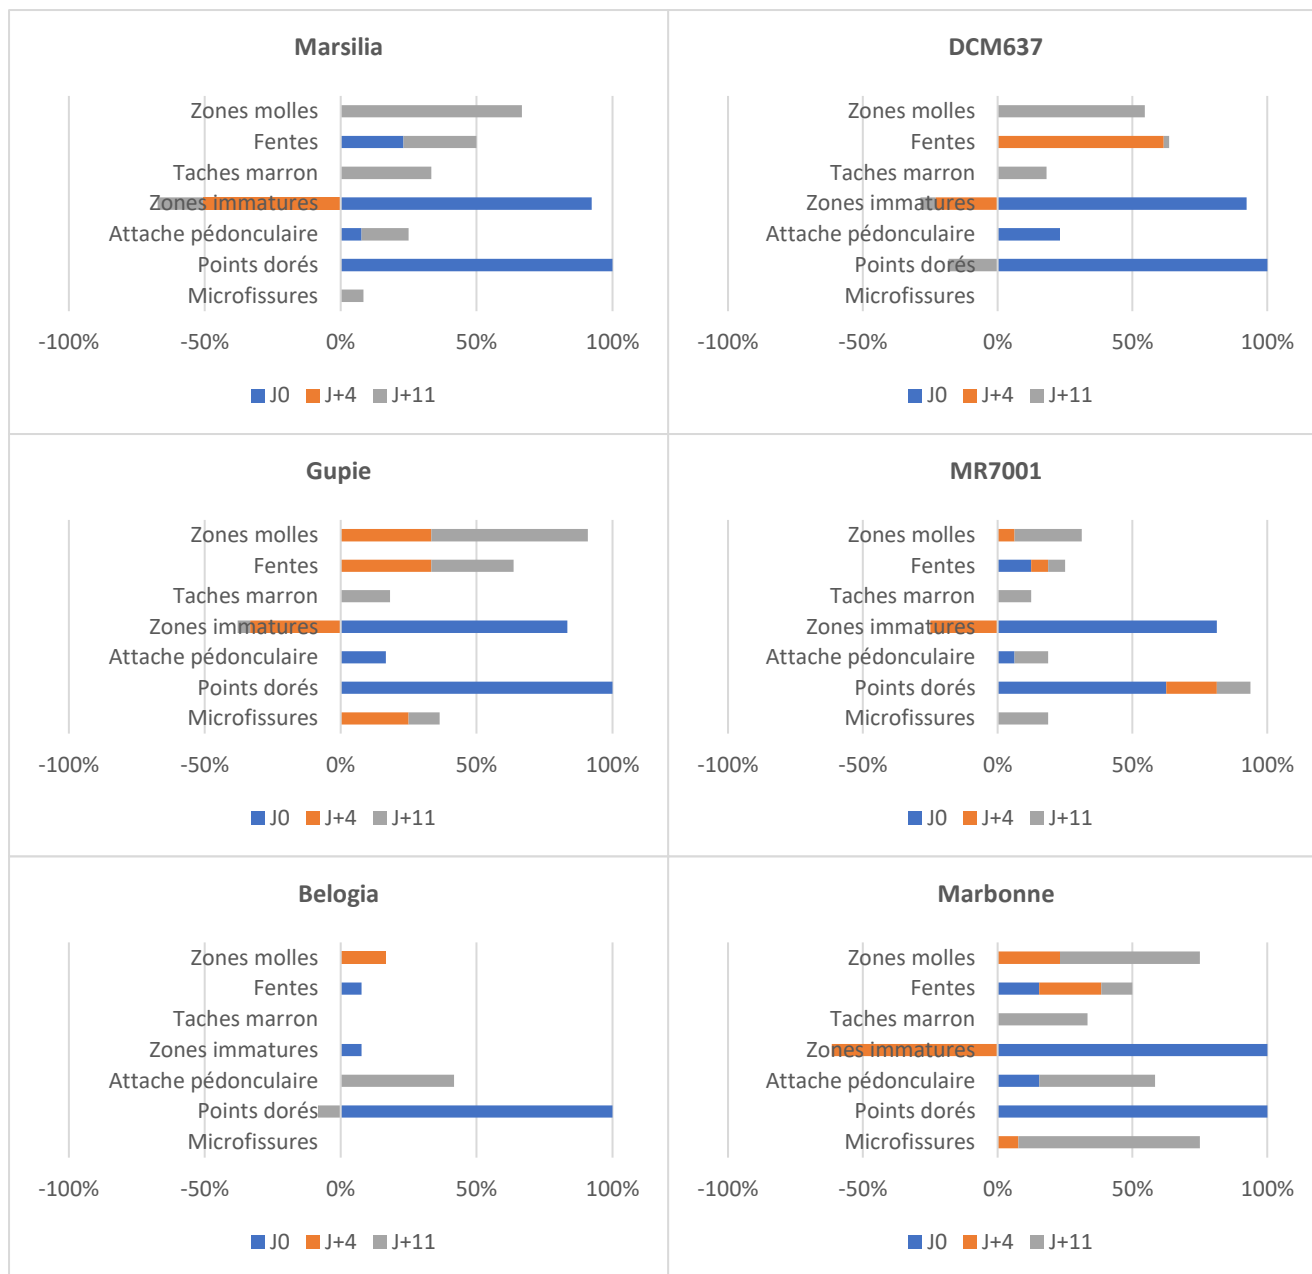 Marsilia
Zones molles
Fentes
Taches marron
Zones immatures
Attache pédonculaire
Points dorés
Microfissures
-100% -50% 0% 50% 100%
J0 J+4 J+11
DCM637
Zones molles
Fentes
Taches marron
Zones immatures
Attache pédonculaire
Points dorés
Microfissures
-100% -50% 0% 50% 100%
J0 J+4 J+11
Gupie
Zones molles
Fentes
Taches marron
Zones immatures
Attache pédonculaire
Points dorés
Microfissures
-100% -50% 0% 50% 100%
J0 J+4 J+11
MR7001
Zones molles
Fentes
Taches marron
Zones immatures
Attache pédonculaire
Points dorés
Microfissures
-100% -50% 0% 50% 100%
J0 J+4 J+11
Belogia
Zones molles
Fentes
Taches marron
Zones immatures
Attache pédonculaire
Points dorés
Microfissures
-100% -50% 0% 50% 100%
J0 J+4 J+11
Marbonne
Zones molles
Fentes
Taches marron
Zones immatures
Attache pédonculaire
Points dorés
Microfissures
-100% -50% 0% 50% 100%
J0 J+4 J+11